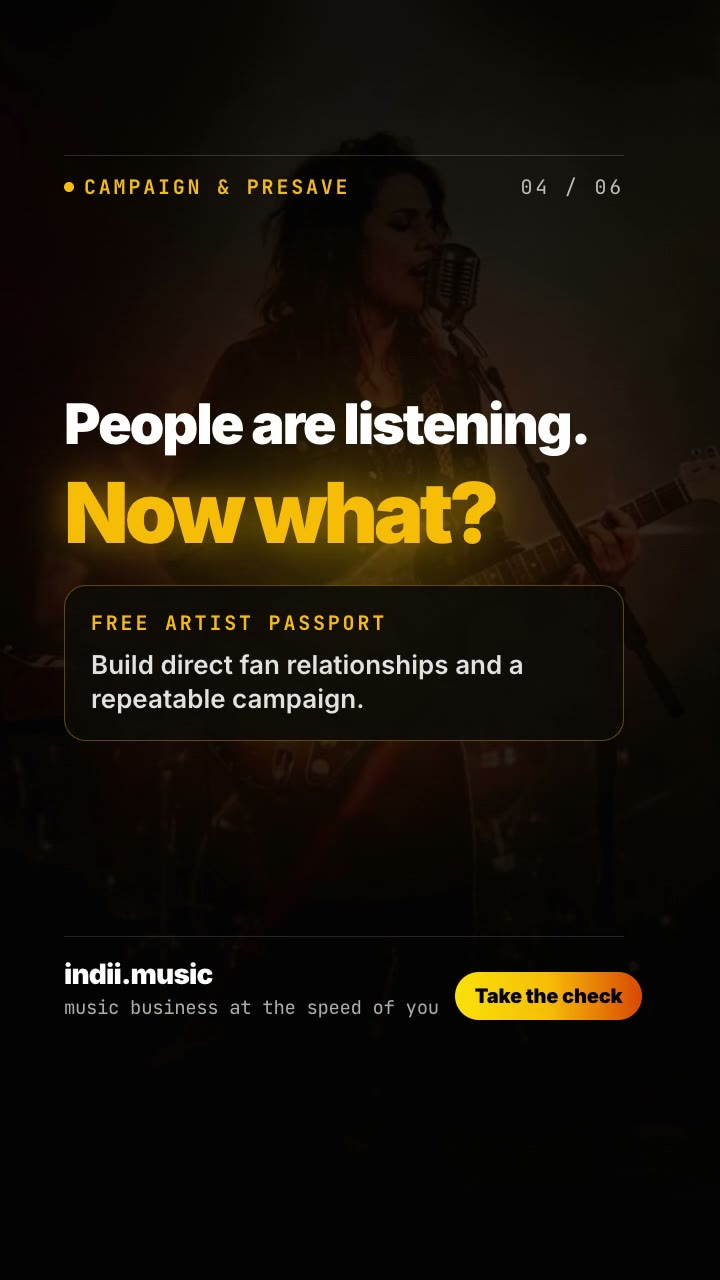 CAMPAIGN & PRESAVE
04 / 06
People are listening.
Now what?
FREE ARTIST PASSPORT
Build direct fan relationships and a
repeatable campaign.
indii.music
music business at the speed of you
Take the check